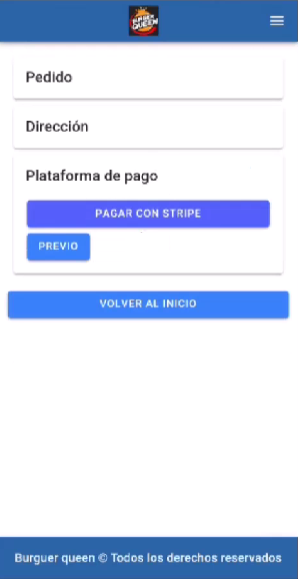 BURGER
QUEEN
Pedido
Dirección
Plataforma de pago
PAGAR CON STRIPE
PREVIO
VOLVER AL INICIO
Burguer queen © Todos los derechos reservados